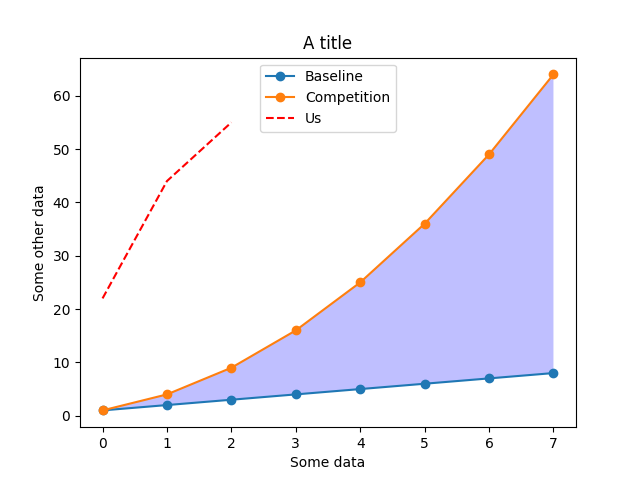 A title
Baseline
Competition
Us
60
50
40
30
20
10
0
Some other data
0 1 2 3 4 5 6 7
Some data